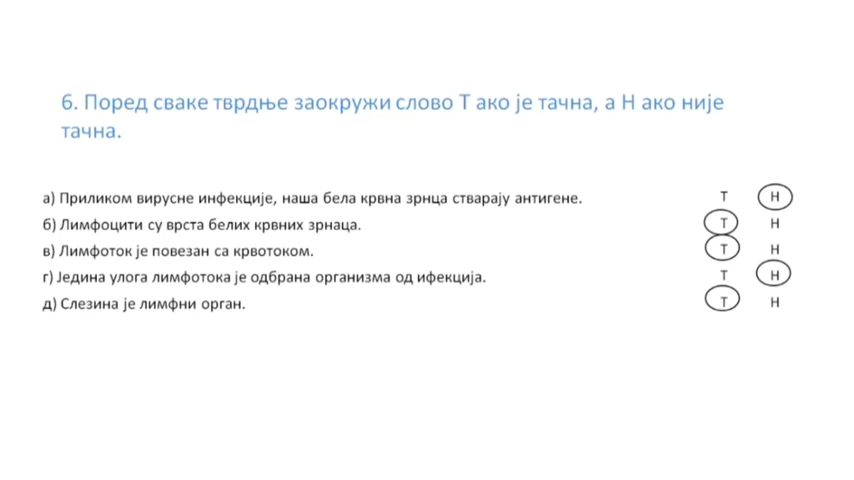 6. Поред сваке тврдње заокружи слово Т ако је тачна, а Н ако није
тачна.
а) Приликом вирусне инфекције, наша бела крвна зрнца стварају антигене. Т Н
б) Лимфоцити су врста белих крвних зрнаца. Т Н
в) Лимфоток је повезан са крвотоком. Т Н
г) Једина улога лимфотока је одбрана организма од ифекција. Т Н
д) Слезина је лимфни орган. Т Н